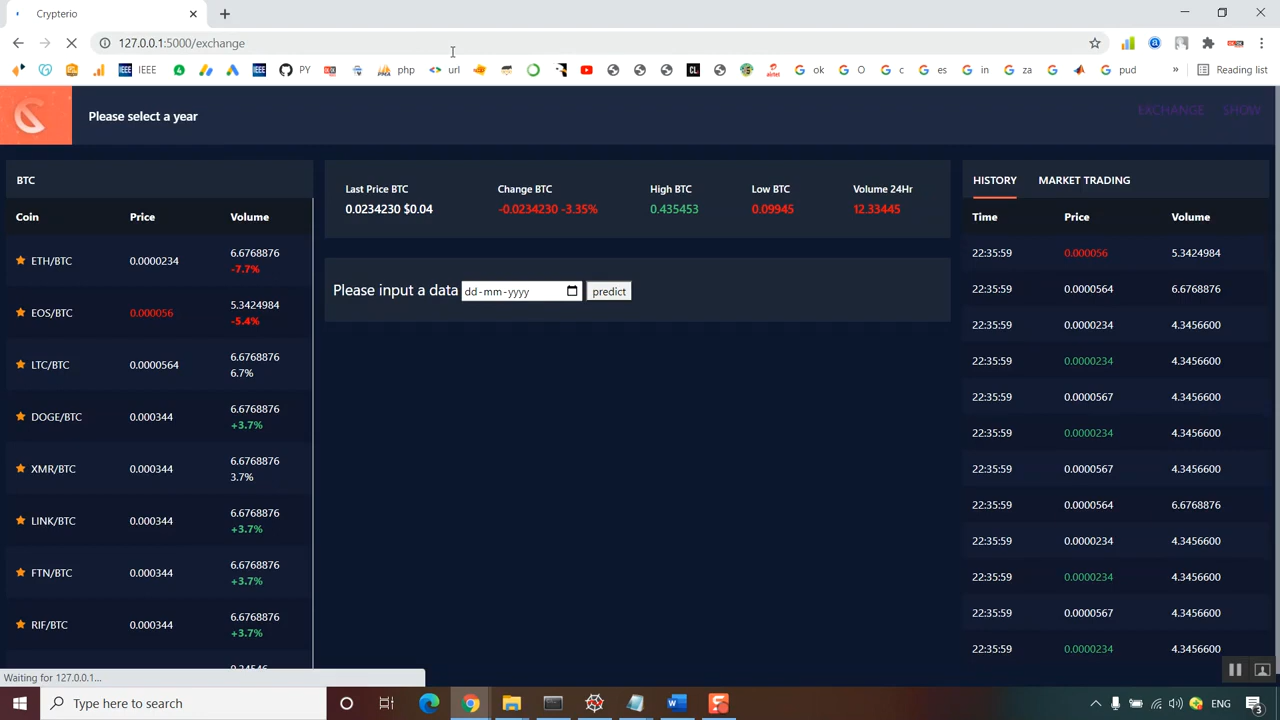 Crypterio
127.0.0.1:5000/exchange
IEEE PY php url ok O c es in za pud » Reading list
Please select a year
EXCHANGE SHOW
BTC
Coin Price Volume
ETH/BTC 0.0000234 6.6768876
-7.7%
EOS/BTC 0.000056 5.3424984
-5.4%
LTC/BTC 0.0000564 6.6768876
6.7%
DOGE/BTC 0.000344 6.6768876
+3.7%
XMR/BTC 0.000344 6.6768876
3.7%
LINK/BTC 0.000344 6.6768876
+3.7%
FTN/BTC 0.000344 6.6768876
+3.7%
RIF/BTC 0.000344 6.6768876
+3.7%
Last Price BTC Change BTC High BTC Low BTC Volume 24Hr
0.0234230 $0.04 -0.0234230 -3.35% 0.435453 0.09945 12.33445
Please input a data dd-mm-yyyy predict
HISTORY MARKET TRADING
Time Price Volume
22:35:59 0.000056 5.3424984
22:35:59 0.0000564 6.6768876
22:35:59 0.0000234 4.3456600
22:35:59 0.0000234 4.3456600
22:35:59 0.0000567 4.3456600
22:35:59 0.0000234 4.3456600
22:35:59 0.0000567 4.3456600
22:35:59 0.0000564 6.6768876
22:35:59 0.0000234 4.3456600
22:35:59 0.0000234 4.3456600
22:35:59 0.0000567 4.3456600
22:35:59 0.0000234 4.3456600
Waiting for 127.0.0.1...
Type here to search
ENG
3